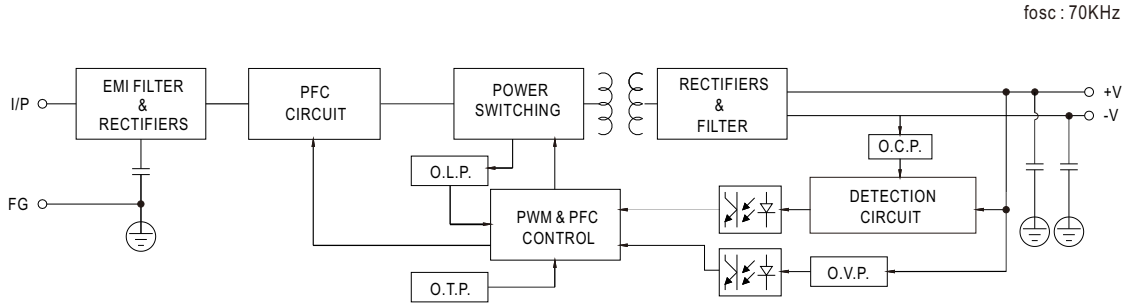 fosc : 70KHz
I/P
EMI FILTER
&
RECTIFIERS
PFC
CIRCUIT
POWER
SWITCHING
RECTIFIERS
&
FILTER
+V
-V
O.C.P.
O.L.P.
DETECTION
CIRCUIT
FG
PWM & PFC
CONTROL
O.V.P.
O.T.P.